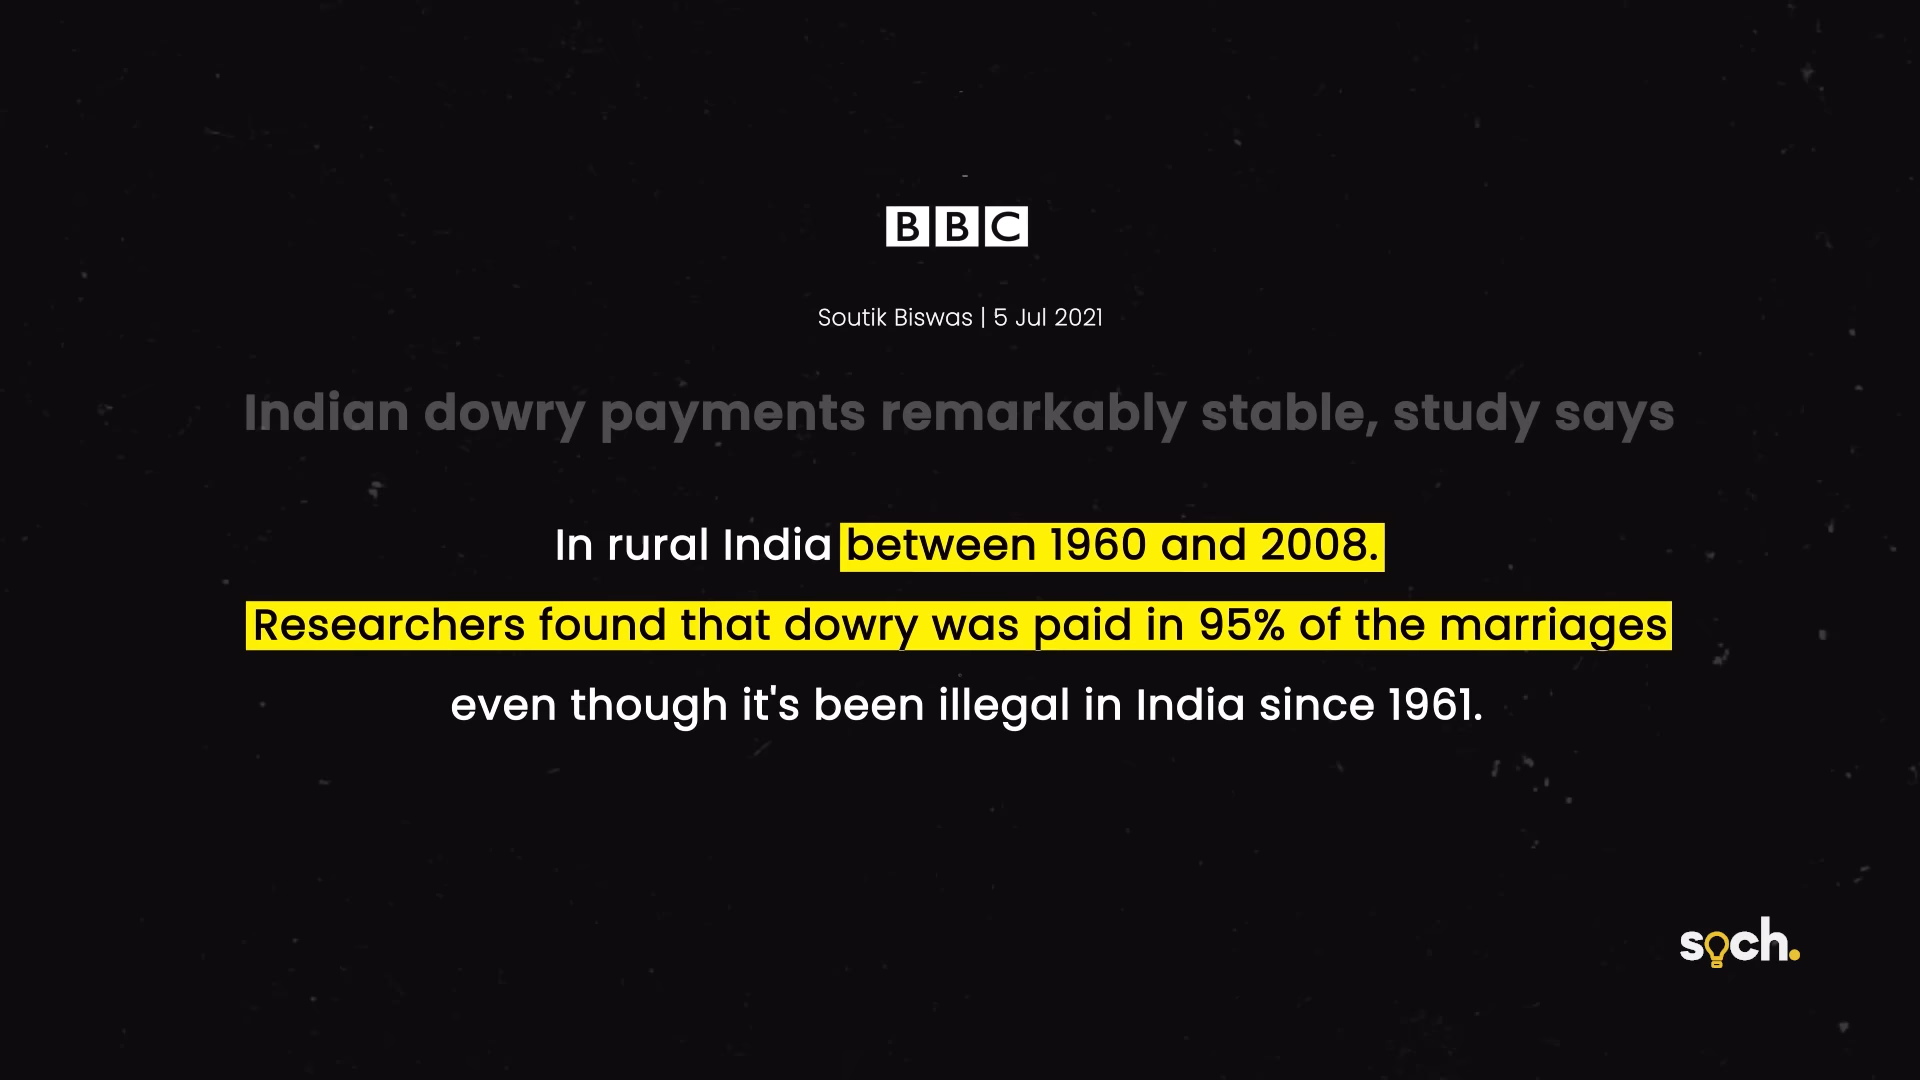 BBC
Soutik Biswas | 5 Jul 2021
Indian dowry payments remarkably stable, study says
In rural India between 1960 and 2008.
Researchers found that dowry was paid in 95% of the marriages
even though it's been illegal in India since 1961.
soch.